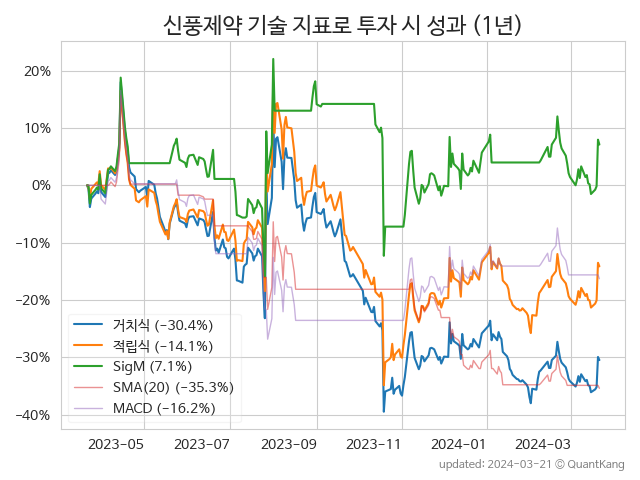 신풍제약 기술 지표로 투자 시 성과 (1년)
20%
10%
0%
−10%
−20%
−30%
−40%
거치식 (−30.4%)
적립식 (−14.1%)
SigM (7.1%)
SMA(20) (−35.3%)
MACD (−16.2%)
2023-05 2023-07 2023-09 2023-11 2024-01 2024-03
updated: 2024-03-21 © QuantKang